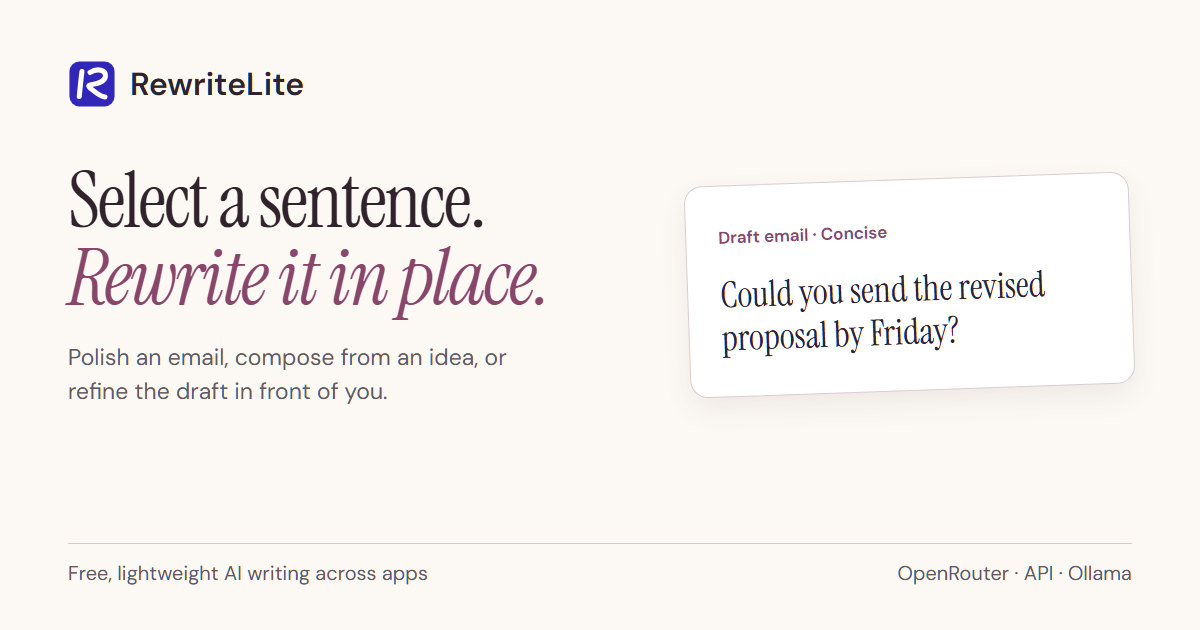 RewriteLite
Select a sentence.
Rewrite it in place.
Polish an email, compose from an idea, or
refine the draft in front of you.
Draft email · Concise
Could you send the revised
proposal by Friday?
Free, lightweight AI writing across apps
OpenRouter · API · Ollama